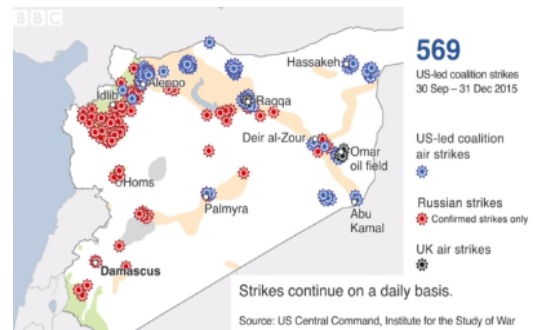 BBC
569
US-led coalition strikes
30 Sep – 31 Dec 2015
Hassakeh
Aleppo
Idlib
Raqqa
US-led coalition
air strikes
Deir al-Zour
Omar
oil field
Homs
Russian strikes
Confirmed strikes only
Palmyra
Abu
Kamal
UK air strikes
Damascus
Strikes continue on a daily basis.
Source: US Central Command, Institute for the Study of War